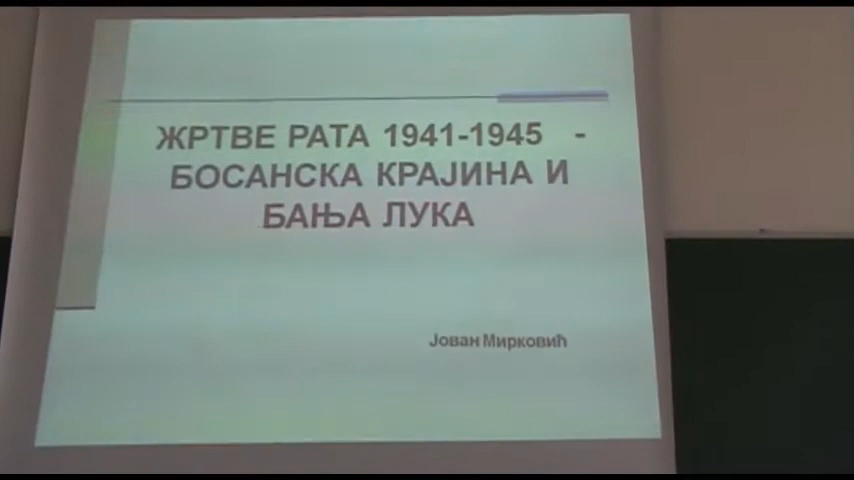 ЖРТВЕ РАТА 1941-1945 -
БОСАНСКА КРАЈИНА И
БАЊА ЛУКА
Јован Мирковић